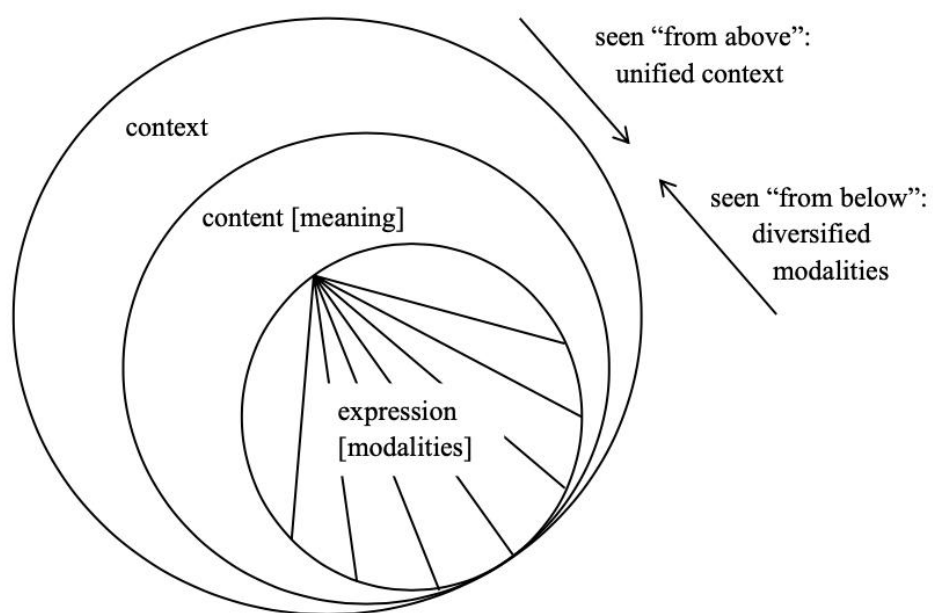 seen “from above”:
unified context
context
seen “from below”:
diversified
modalities
content [meaning]
expression
[modalities]